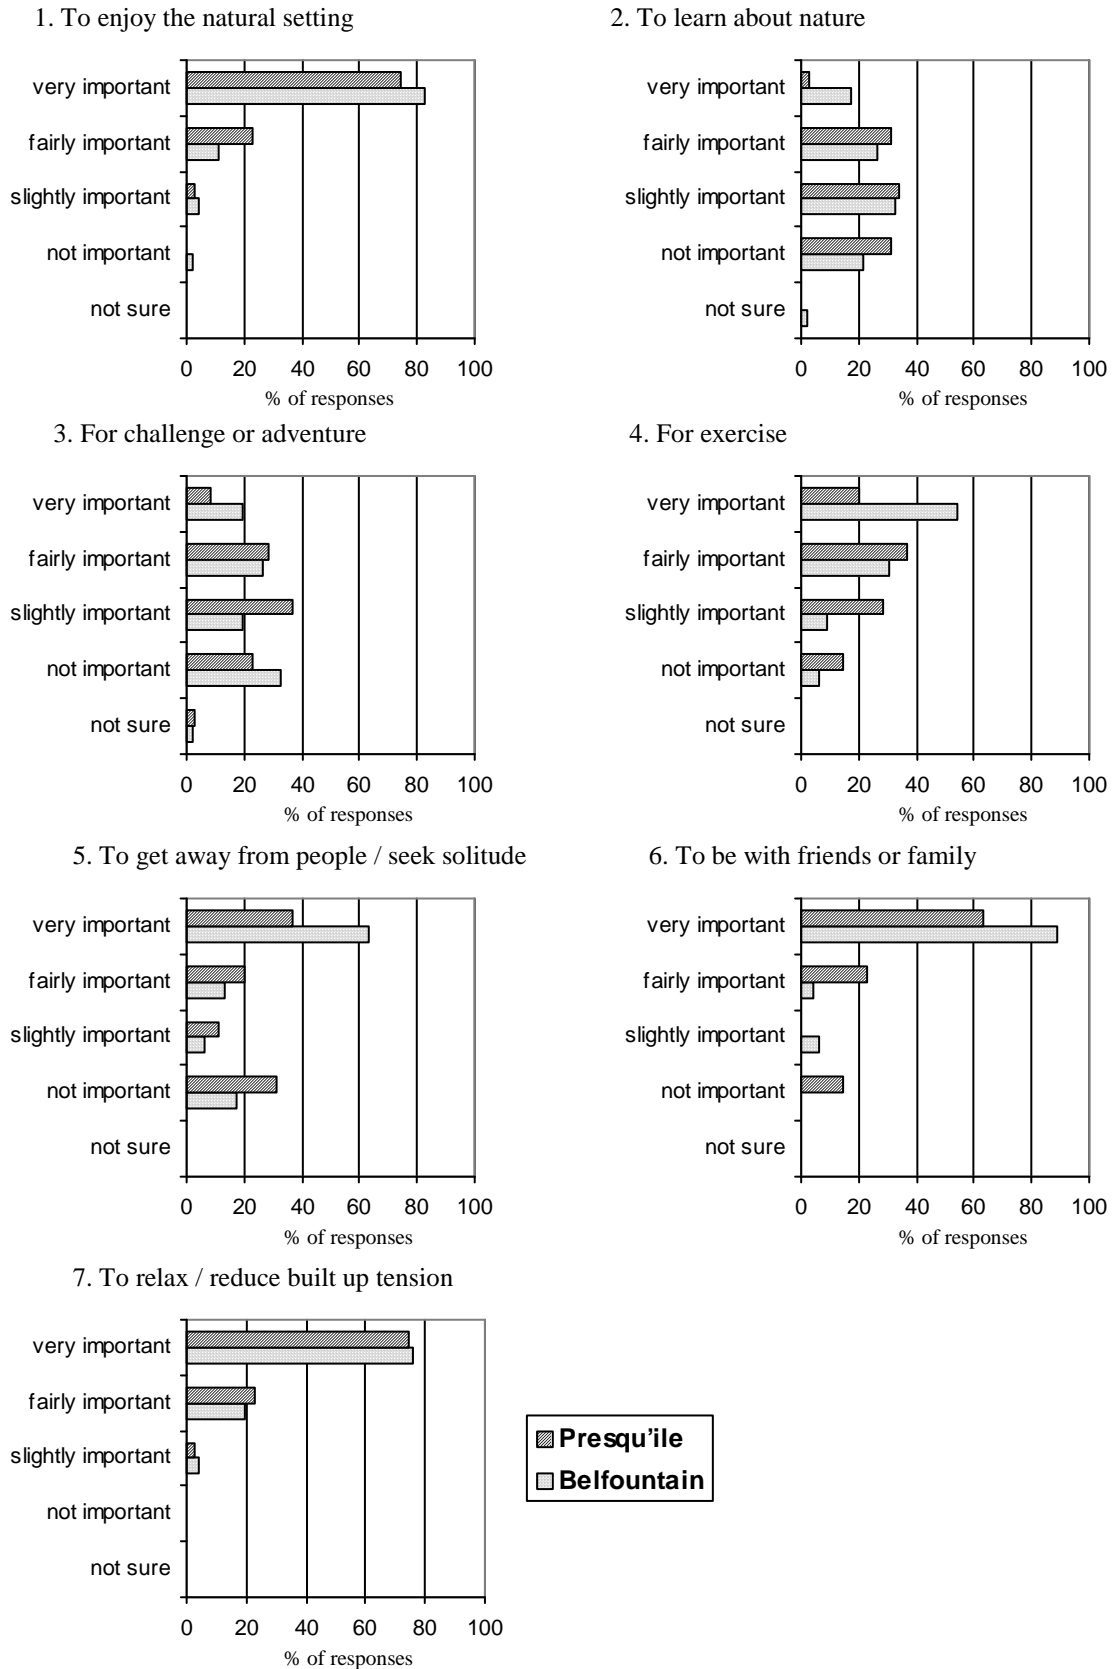 1. To enjoy the natural setting
very important
fairly important
slightly important
not important
not sure
0 20 40 60 80 100
% of responses
2. To learn about nature
very important
fairly important
slightly important
not important
not sure
0 20 40 60 80 100
% of responses
3. For challenge or adventure
very important
fairly important
slightly important
not important
not sure
0 20 40 60 80 100
% of responses
4. For exercise
very important
fairly important
slightly important
not important
not sure
0 20 40 60 80 100
% of responses
5. To get away from people / seek solitude
very important
fairly important
slightly important
not important
not sure
0 20 40 60 80 100
% of responses
6. To be with friends or family
very important
fairly important
slightly important
not important
not sure
0 20 40 60 80 100
% of responses
7. To relax / reduce built up tension
very important
fairly important
slightly important
not important
not sure
0 20 40 60 80 100
% of responses
Presqu'ile
Belfountain